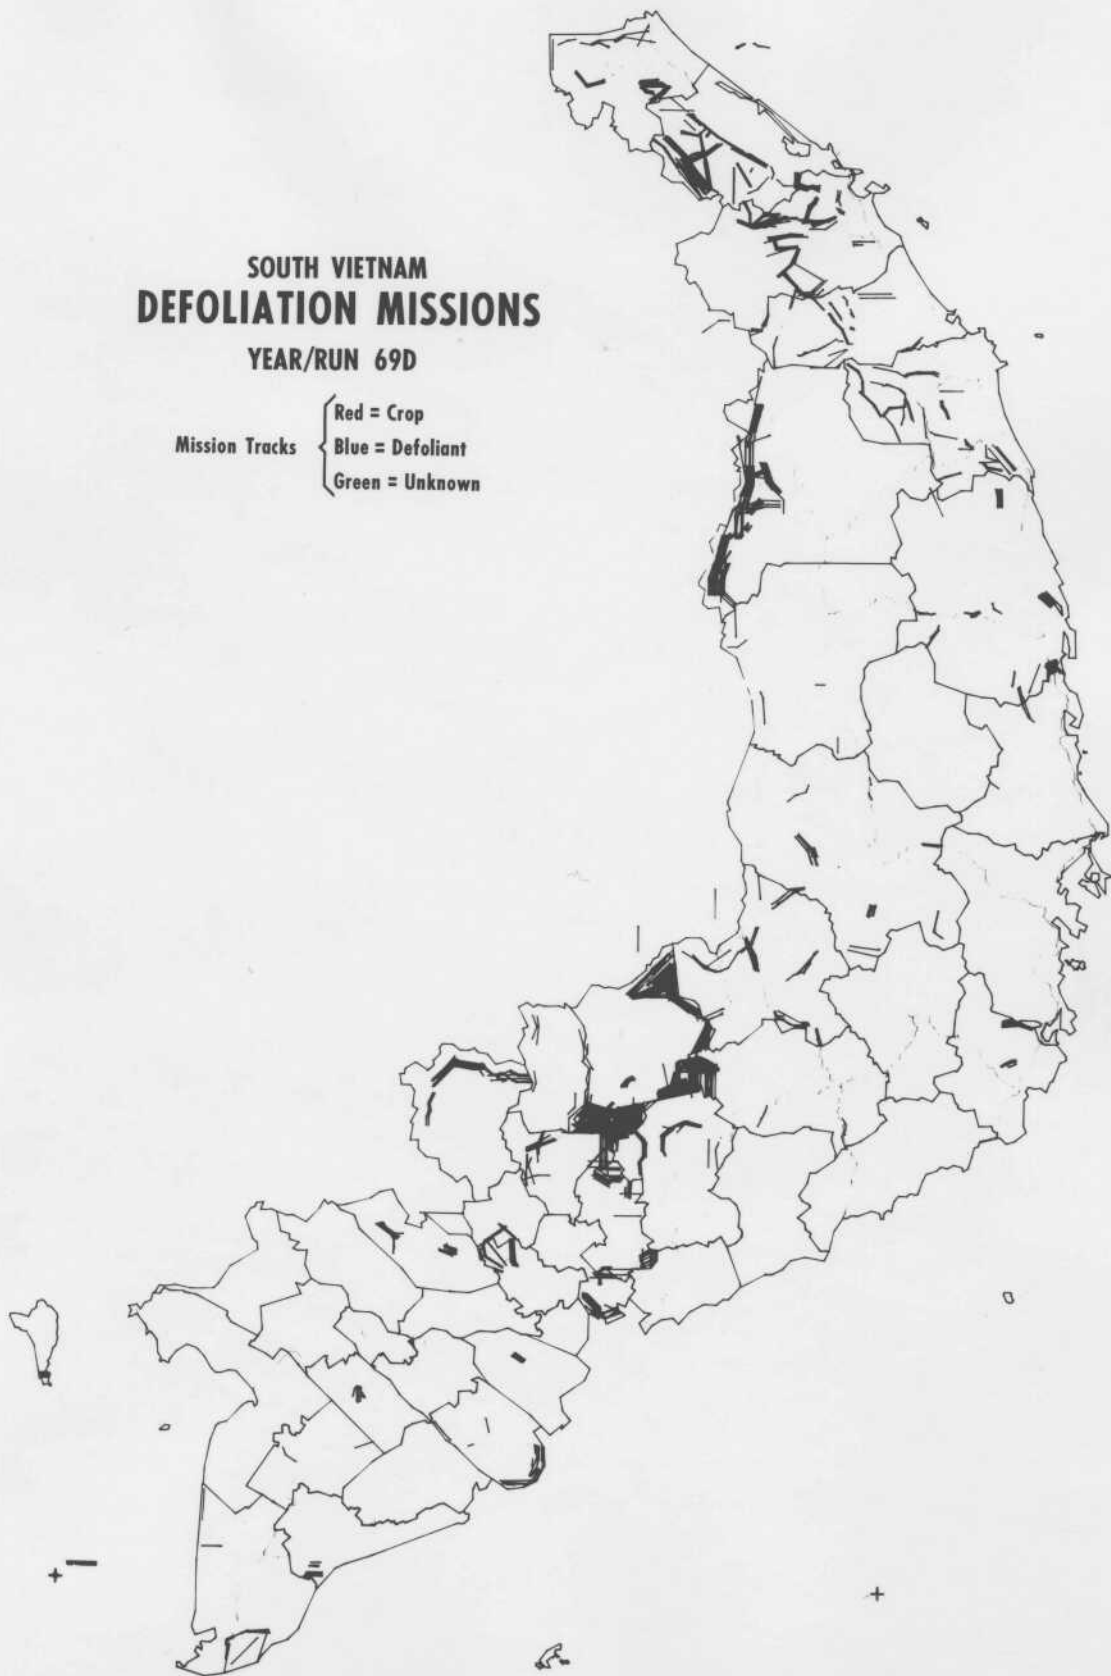 SOUTH VIETNAM
DEFOLIATION MISSIONS
YEAR/RUN 69D
Mission Tracks
Red = Crop
Blue = Defoliant
Green = Unknown